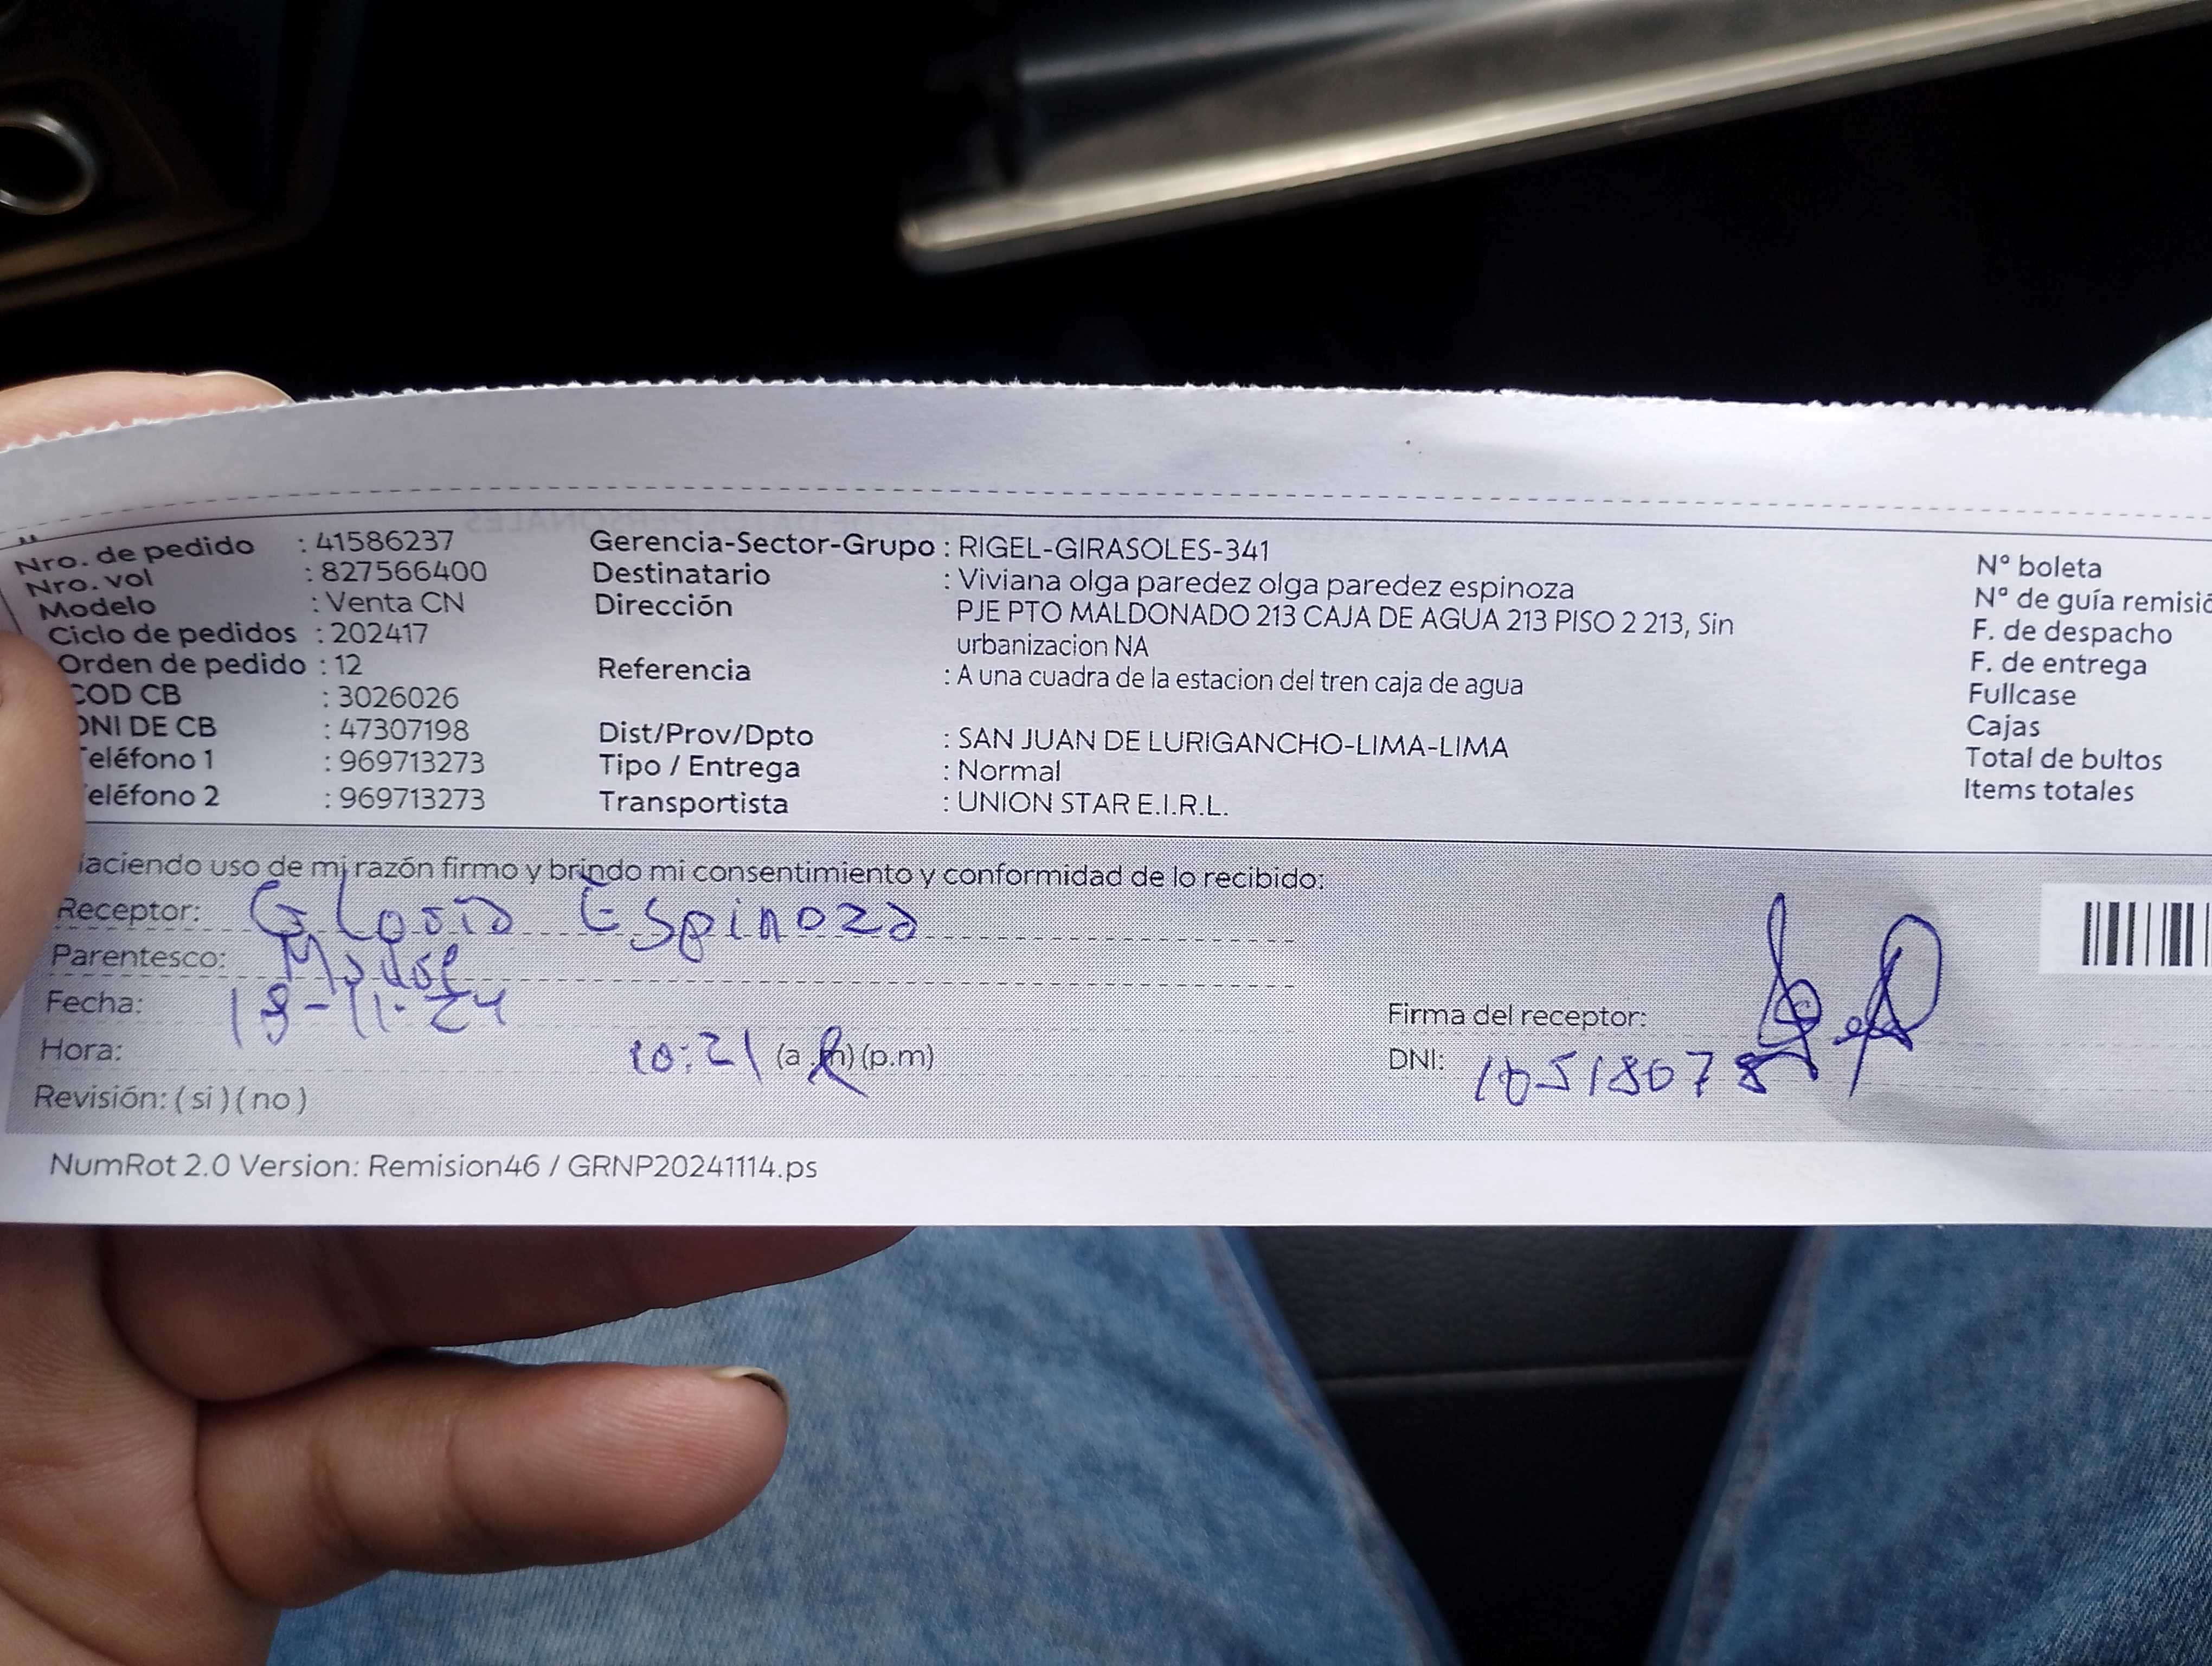 Nro. de pedido : 41586237
Nro. vol : 827566400
Modelo : Venta CN
Ciclo de pedidos : 202417
Orden de pedido : 12
COD CB : 3026026
DNI DE CB : 47307198
Teléfono 1 : 969713273
Teléfono 2 : 969713273
Gerencia-Sector-Grupo : RIGEL-GIRASOLES-341
Destinatario : Viviana olga paredez olga paredez espinoza
Dirección PJE PTO MALDONADO 213 CAJA DE AGUA 213 PISO 2 213, Sin
urbanizacion NA
Referencia : A una cuadra de la estacion del tren caja de agua
Dist/Prov/Dpto : SAN JUAN DE LURIGANCHO-LIMA-LIMA
Tipo / Entrega : Normal
Transportista : UNION STAR E.I.R.L.
N° boleta
N° de guía remisió
F. de despacho
F. de entrega
Fullcase
Cajas
Total de bultos
Items totales
Haciendo uso de mi razón firmo y brindo mi consentimiento y conformidad de lo recibido:
Receptor: Gloria Espinoza
Parentesco: Madre
Fecha: 18-11-24
Hora: 10:21 (a.m) (p.m)
Revisión: ( si ) ( no )
Firma del receptor:
DNI: 10518078
NumRot 2.0 Version: Remision46 / GRNP20241114.ps